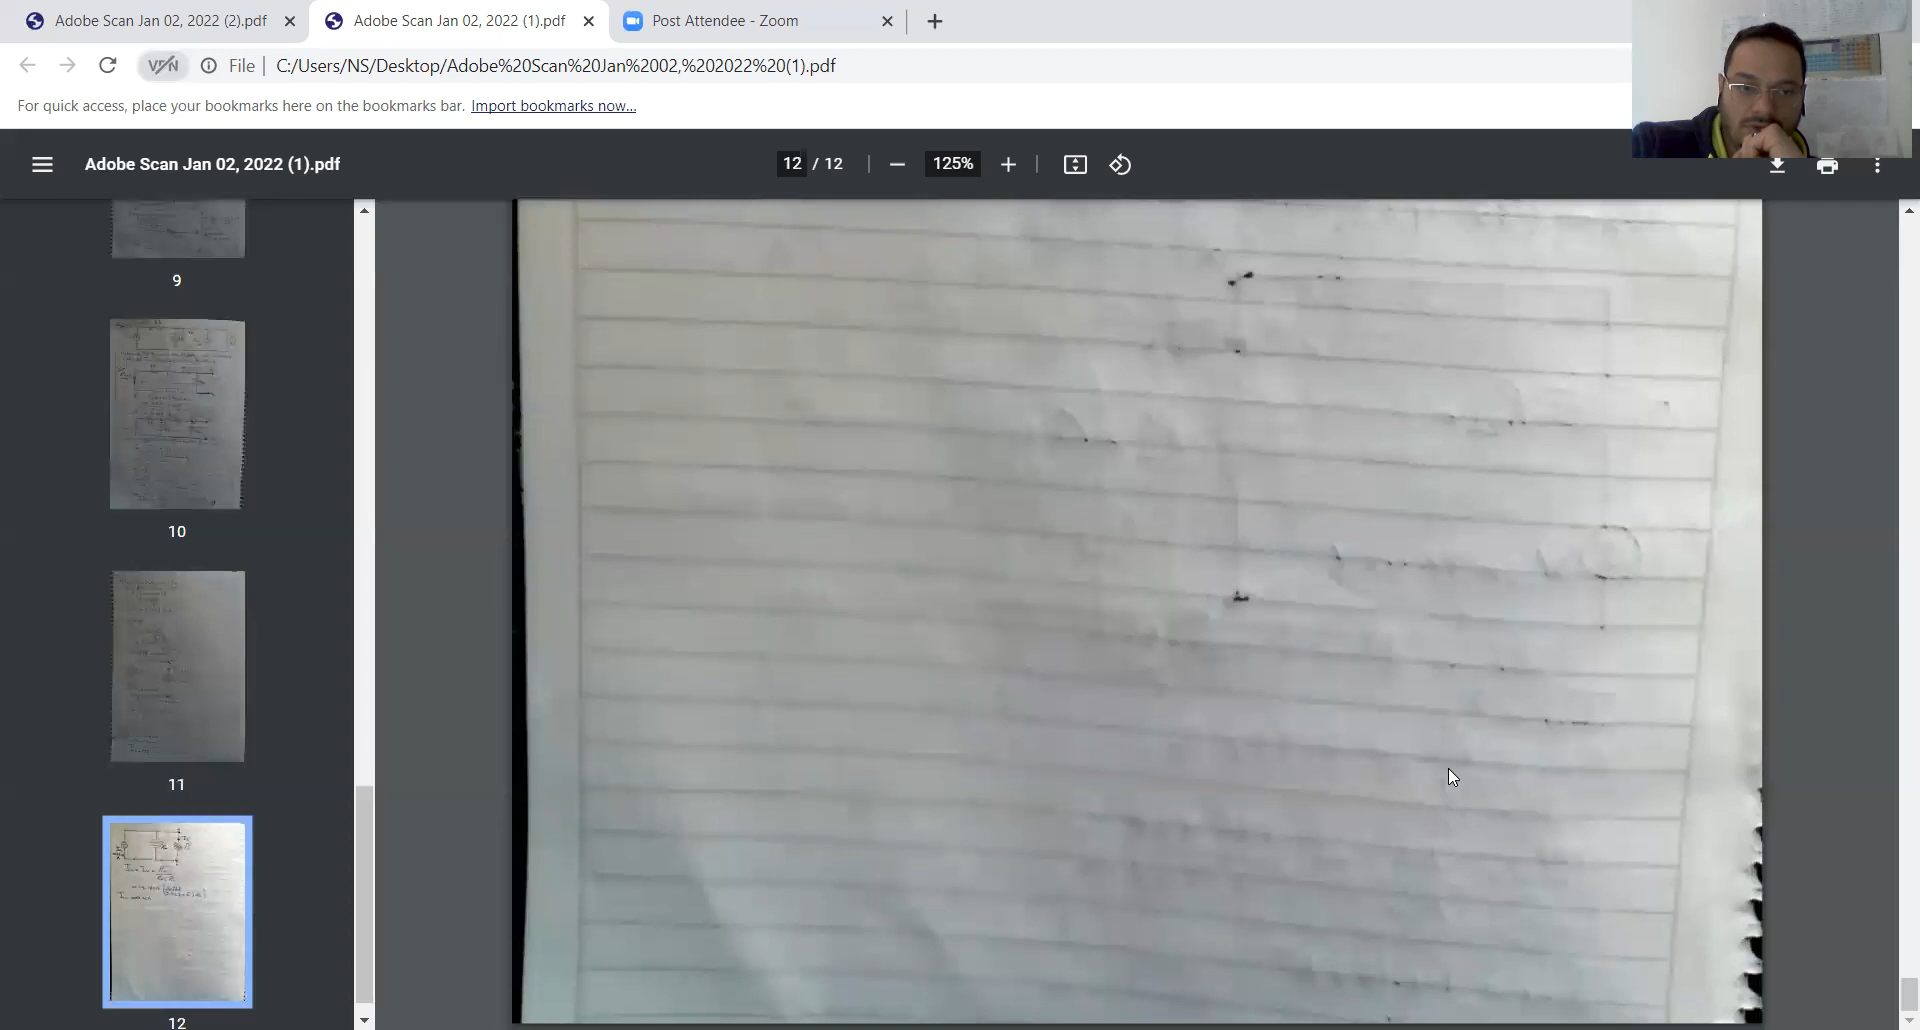 Adobe Scan Jan 02, 2022 (2).pdf
Adobe Scan Jan 02, 2022 (1).pdf
Post Attendee - Zoom
VPN
File
C:/Users/NS/Desktop/Adobe%20Scan%20Jan%2002,%202022%20(1).pdf
For quick access, place your bookmarks here on the bookmarks bar. Import bookmarks now...
Adobe Scan Jan 02, 2022 (1).pdf
12 / 12
125%
9
10
11
12